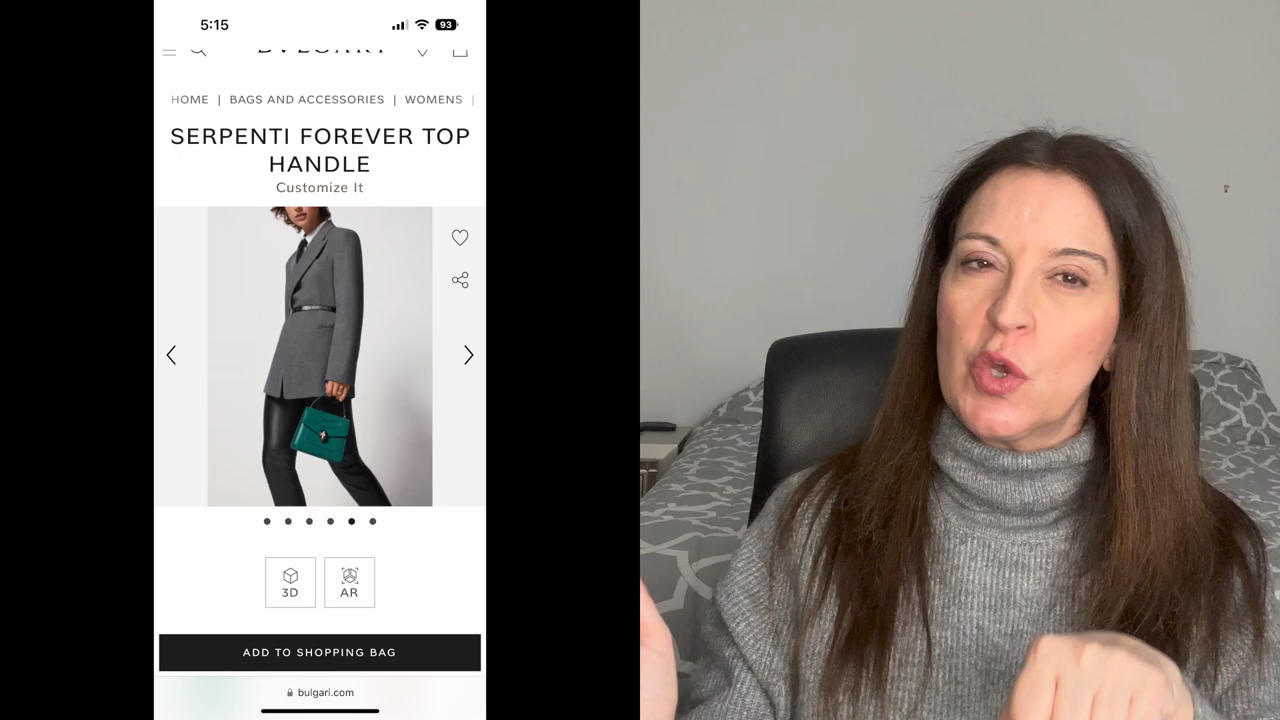 5:15
93
BVLGARI
HOME | BAGS AND ACCESSORIES | WOMENS |
SERPENTI FOREVER TOP
HANDLE
Customize It
3D
AR
ADD TO SHOPPING BAG
bulgari.com